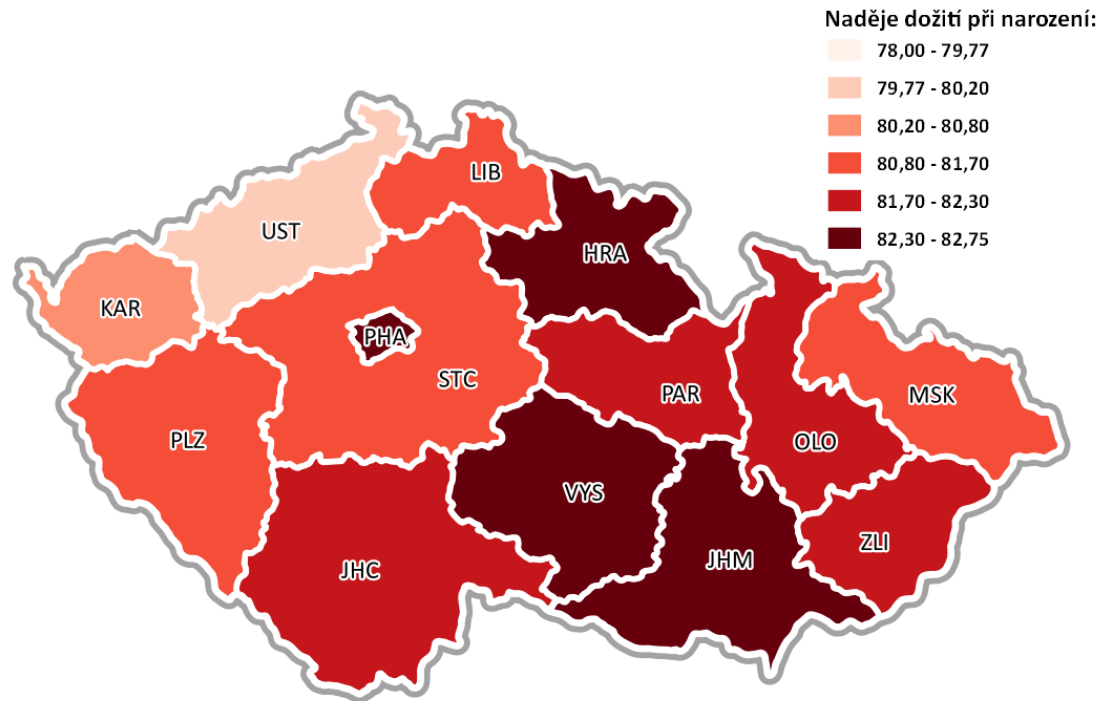 Naděje dožití při narození:
78,00 - 79,77
79,77 - 80,20
80,20 - 80,80
80,80 - 81,70
81,70 - 82,30
82,30 - 82,75
LIB
UST
HRA
KAR
PHA
STC
PAR
MSK
PLZ
OLO
VYS
ZLI
JHC
JHM